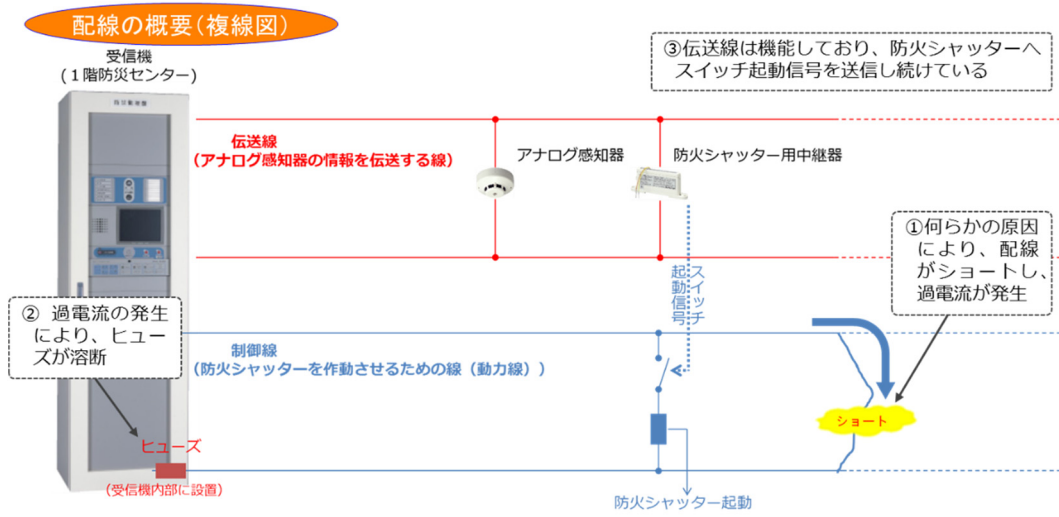 配線の概要（複線図）
受信機
(１階防災センター)
③伝送線は機能しており、防火シャッターへ
スイッチ起動信号を送信し続けている
伝送線
（アナログ感知器の情報を伝送する線）
アナログ感知器
防火シャッター用中継器
①何らかの原因
により、配線
がショートし、
過電流が発生
スイッチ
起動信号
② 過電流の発生
により、ヒュー
ズが溶断
制御線
（防火シャッターを作動させるための線（動力線））
ショート
ヒューズ
（受信機内部に設置）
防火シャッター起動